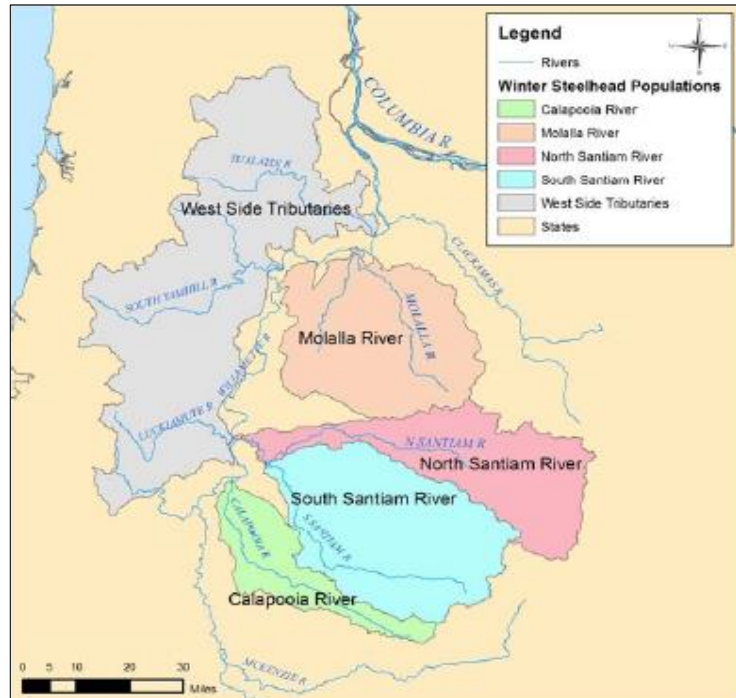 Legend
Rivers
Winter Steelhead Populations
Calapooia River
Molalla River
North Santiam River
South Santiam River
West Side Tributaries
States
COLUMBIA R
TUALATIN R
West Side Tributaries
CLACKAMAS R
SOUTH YAMHILL R
MOLALLA R
Molalla River
WILLAMETTE R
LUCKIAMUTE R
N SANTIAM R
North Santiam River
South Santiam River
S SANTIAM R
CALAPOOIA R
Calapooia River
MCKENZIE R
0 5 10 20 30
Miles